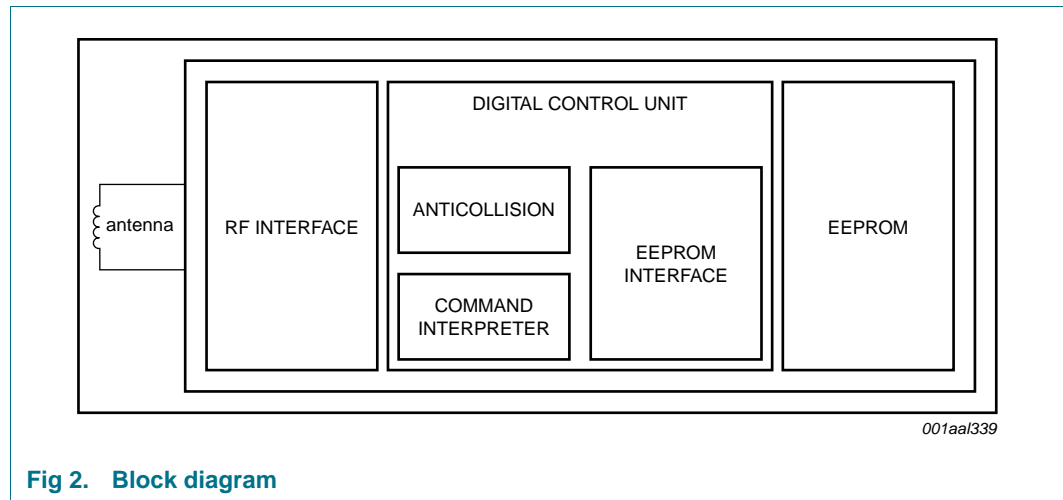 DIGITAL CONTROL UNIT
antenna
RF INTERFACE
ANTICOLLISION
COMMAND
INTERPRETER
EEPROM
INTERFACE
EEPROM
001aal339
Fig 2. Block diagram